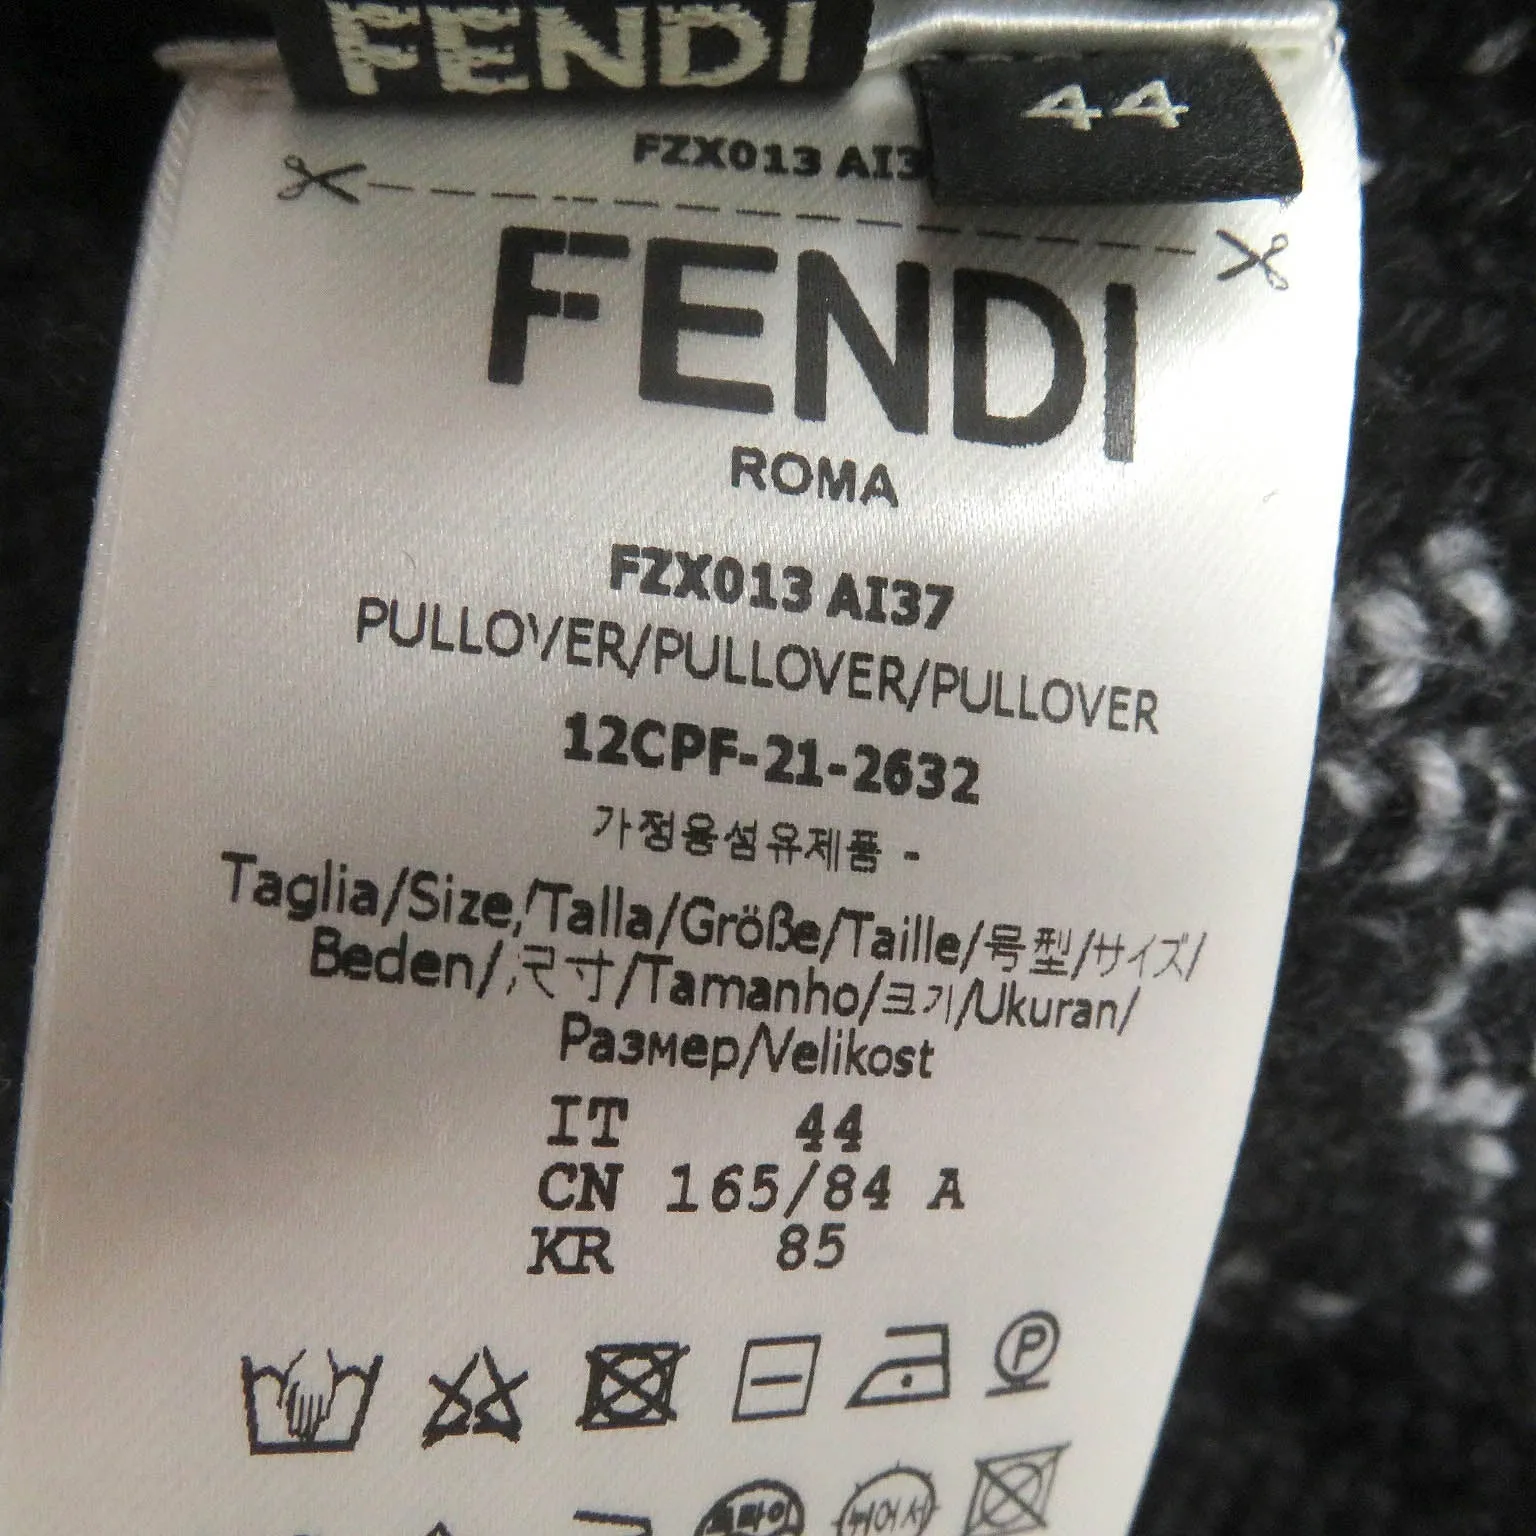 FENDI
44
FZX013 AI3
FENDI
ROMA
FZX013 AI37
PULLOVER/PULLOVER/PULLOVER
12CPF-21-2632
가정용섬유제품 -
Taglia/Size/Talla/Größe/Taille/号型/サイズ/
Beden/尺寸/Tamanho/크기/Ukuran/
Размер/Velikost
IT 44
CN 165/84 A
KR 85
P